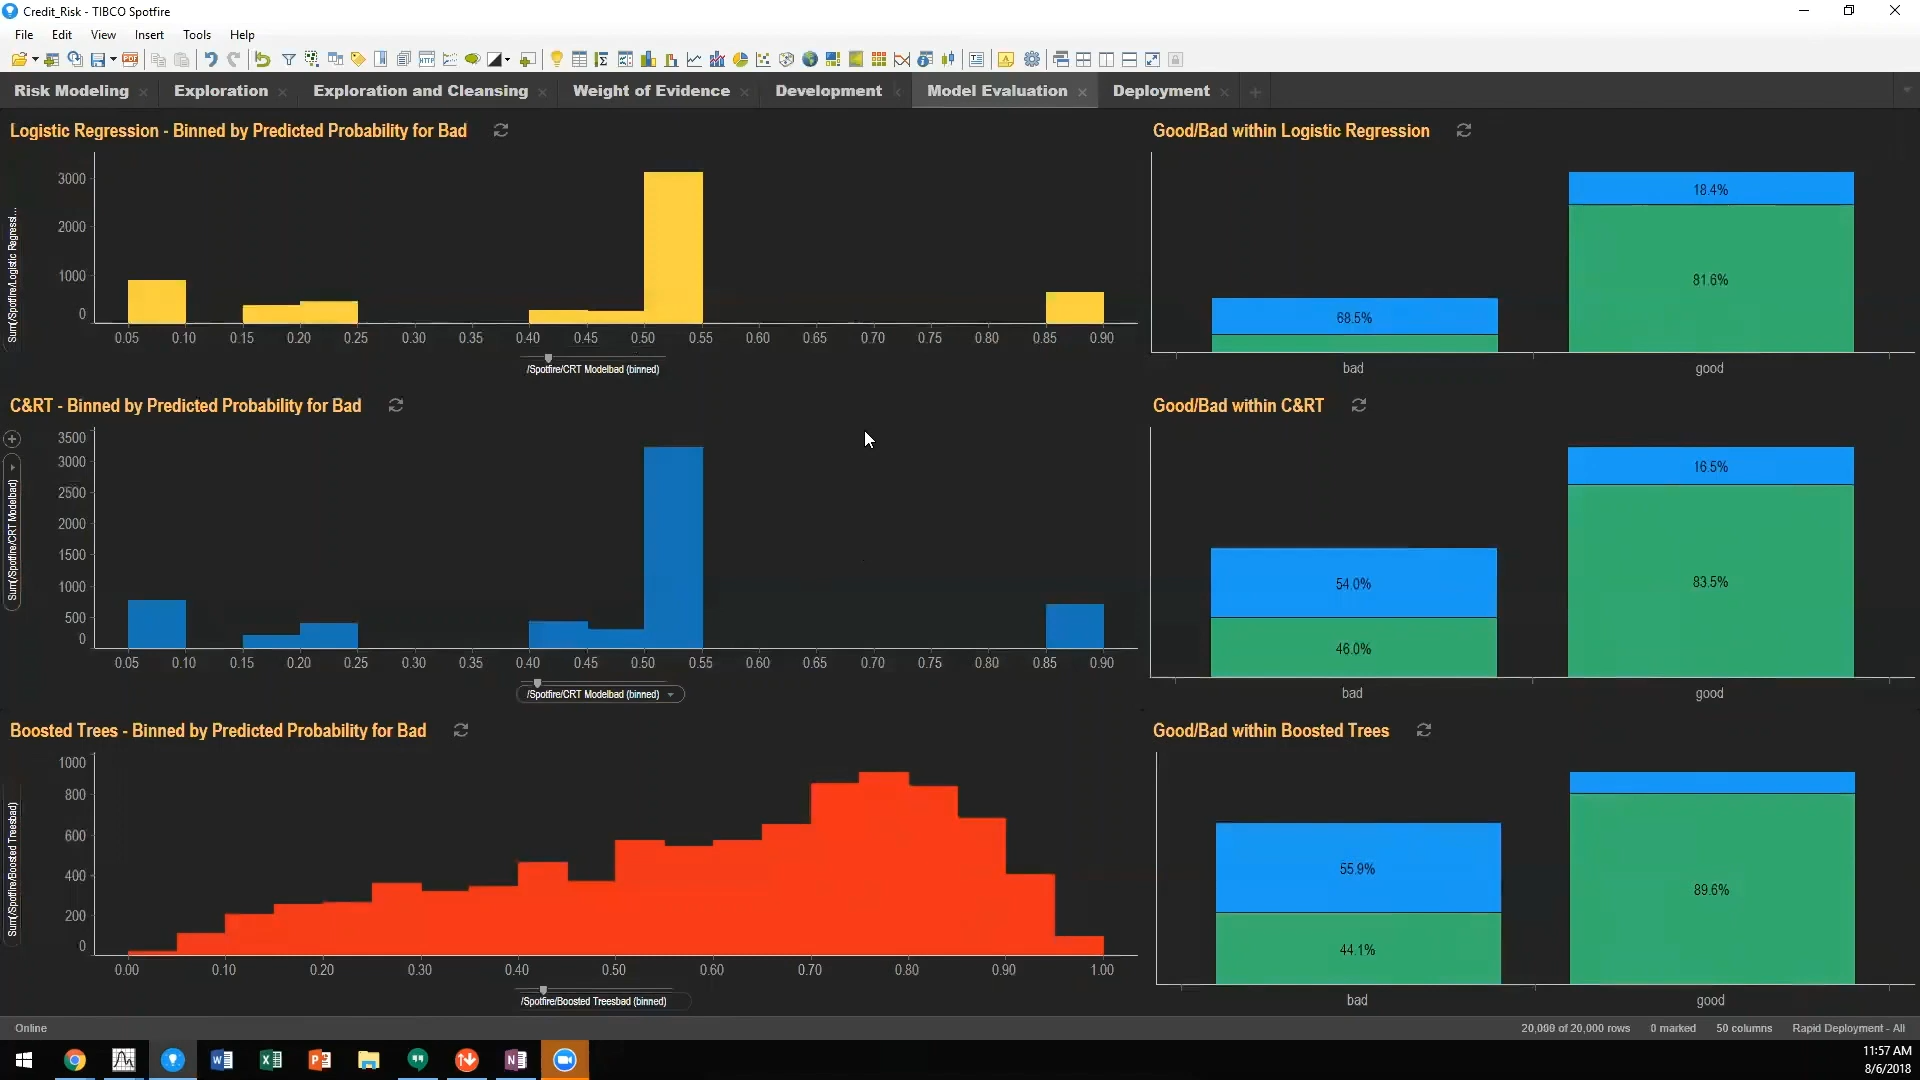 Credit_Risk - TIBCO Spotfire
File Edit View Insert Tools Help
Risk Modeling Exploration Exploration and Cleansing Weight of Evidence Development Model Evaluation Deployment
Logistic Regression - Binned by Predicted Probability for Bad
Sum(/Spotfire/Logistic Regressi...
3000
2000
1000
0
0.05 0.10 0.15 0.20 0.25 0.30 0.35 0.40 0.45 0.50 0.55 0.60 0.65 0.70 0.75 0.80 0.85 0.90
/Spotfire/CRT Modelbad (binned)
Good/Bad within Logistic Regression
18.4%
81.6%
68.5%
bad good
C&RT - Binned by Predicted Probability for Bad
Sum(/Spotfire/CRT Modelbad)
3500
3000
2500
2000
1500
1000
500
0
0.05 0.10 0.15 0.20 0.25 0.30 0.35 0.40 0.45 0.50 0.55 0.60 0.65 0.70 0.75 0.80 0.85 0.90
/Spotfire/CRT Modelbad (binned)
Good/Bad within C&RT
16.5%
83.5%
54.0%
46.0%
bad good
Boosted Trees - Binned by Predicted Probability for Bad
Sum(/Spotfire/Boosted Treesbad)
1000
800
600
400
200
0
0.00 0.10 0.20 0.30 0.40 0.50 0.60 0.70 0.80 0.90 1.00
/Spotfire/Boosted Treesbad (binned)
Good/Bad within Boosted Trees
55.9%
89.6%
44.1%
bad good
Online 20,000 of 20,000 rows 0 marked 50 columns Rapid Deployment - All
11:57 AM
8/6/2018